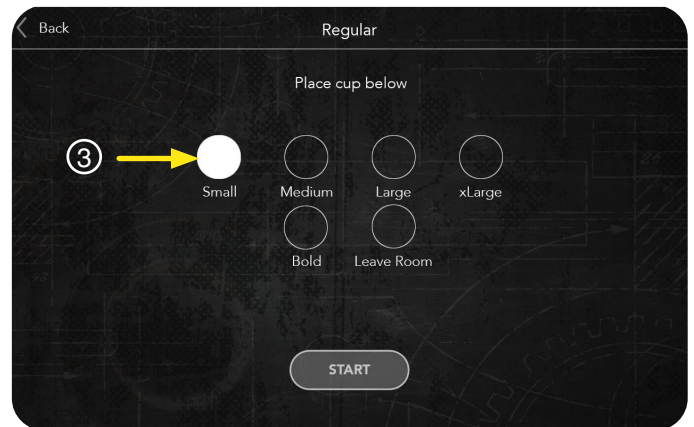 Back
Regular
Place cup below
3
Small Medium Large xLarge
Bold Leave Room
START